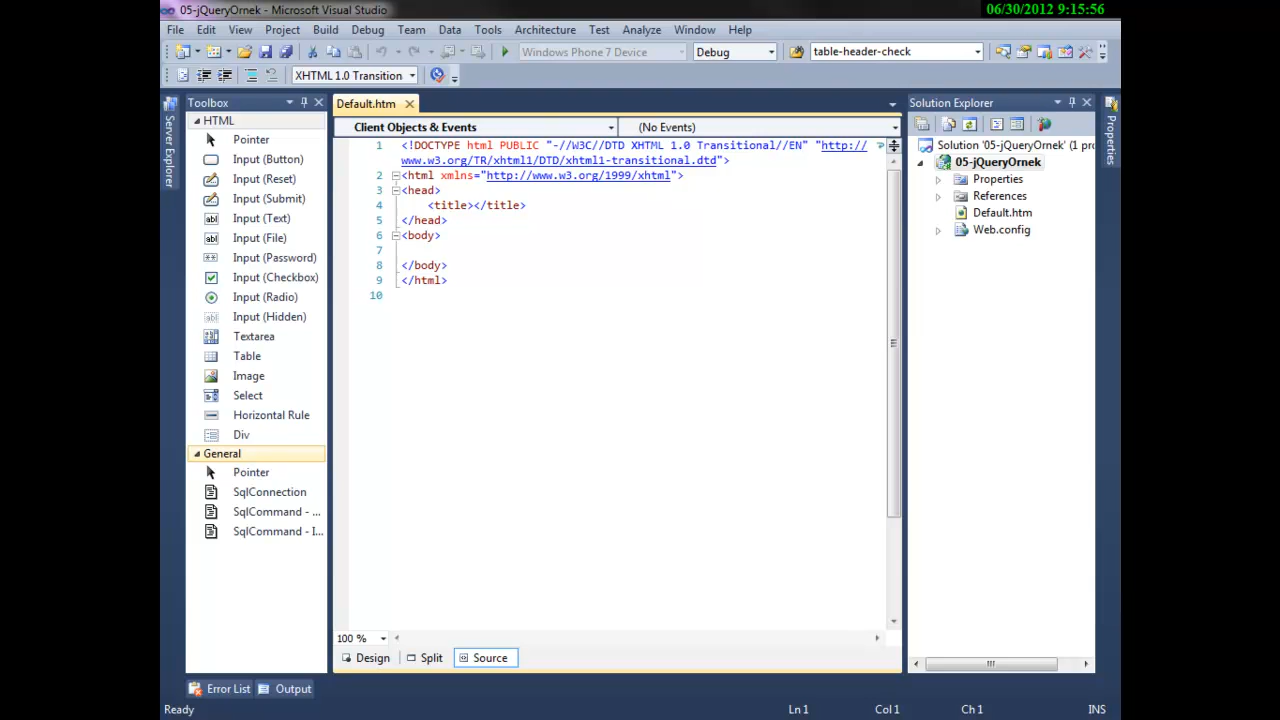 05-jQueryOrnek - Microsoft Visual Studio
06/30/2012 9:15:56
File Edit View Project Build Debug Team Data Tools Architecture Test Analyze Window Help
Windows Phone 7 Device Debug table-header-check
XHTML 1.0 Transition
Server Explorer
Toolbox
HTML
Pointer
Input (Button)
Input (Reset)
Input (Submit)
Input (Text)
Input (File)
Input (Password)
Input (Checkbox)
Input (Radio)
Input (Hidden)
Textarea
Table
Image
Select
Horizontal Rule
Div
General
Pointer
SqlConnection
SqlCommand - ...
SqlCommand - I...
Default.htm
Client Objects & Events (No Events)
1 <!DOCTYPE html PUBLIC "-//W3C//DTD XHTML 1.0 Transitional//EN" "http://
www.w3.org/TR/xhtml1/DTD/xhtml1-transitional.dtd">
2 <html xmlns="http://www.w3.org/1999/xhtml">
3 <head>
4 <title></title>
5 </head>
6 <body>
7
8 </body>
9 </html>
10
100 %
Design Split Source
Solution Explorer
Solution '05-jQueryOrnek' (1 pro
05-jQueryOrnek
Properties
References
Default.htm
Web.config
Properties
Error List Output
Ready Ln 1 Col 1 Ch 1 INS